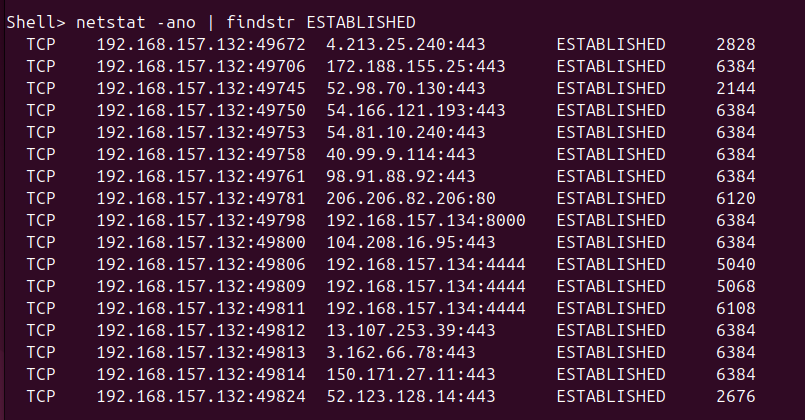 Shell> netstat -ano | findstr ESTABLISHED
TCP 192.168.157.132:49672 4.213.25.240:443 ESTABLISHED 2828
TCP 192.168.157.132:49706 172.188.155.25:443 ESTABLISHED 6384
TCP 192.168.157.132:49745 52.98.70.130:443 ESTABLISHED 2144
TCP 192.168.157.132:49750 54.166.121.193:443 ESTABLISHED 6384
TCP 192.168.157.132:49753 54.81.10.240:443 ESTABLISHED 6384
TCP 192.168.157.132:49758 40.99.9.114:443 ESTABLISHED 6384
TCP 192.168.157.132:49761 98.91.88.92:443 ESTABLISHED 6384
TCP 192.168.157.132:49781 206.206.82.206:80 ESTABLISHED 6120
TCP 192.168.157.132:49798 192.168.157.134:8000 ESTABLISHED 6384
TCP 192.168.157.132:49800 104.208.16.95:443 ESTABLISHED 6384
TCP 192.168.157.132:49806 192.168.157.134:4444 ESTABLISHED 5040
TCP 192.168.157.132:49809 192.168.157.134:4444 ESTABLISHED 5068
TCP 192.168.157.132:49811 192.168.157.134:4444 ESTABLISHED 6108
TCP 192.168.157.132:49812 13.107.253.39:443 ESTABLISHED 6384
TCP 192.168.157.132:49813 3.162.66.78:443 ESTABLISHED 6384
TCP 192.168.157.132:49814 150.171.27.11:443 ESTABLISHED 6384
TCP 192.168.157.132:49824 52.123.128.14:443 ESTABLISHED 2676